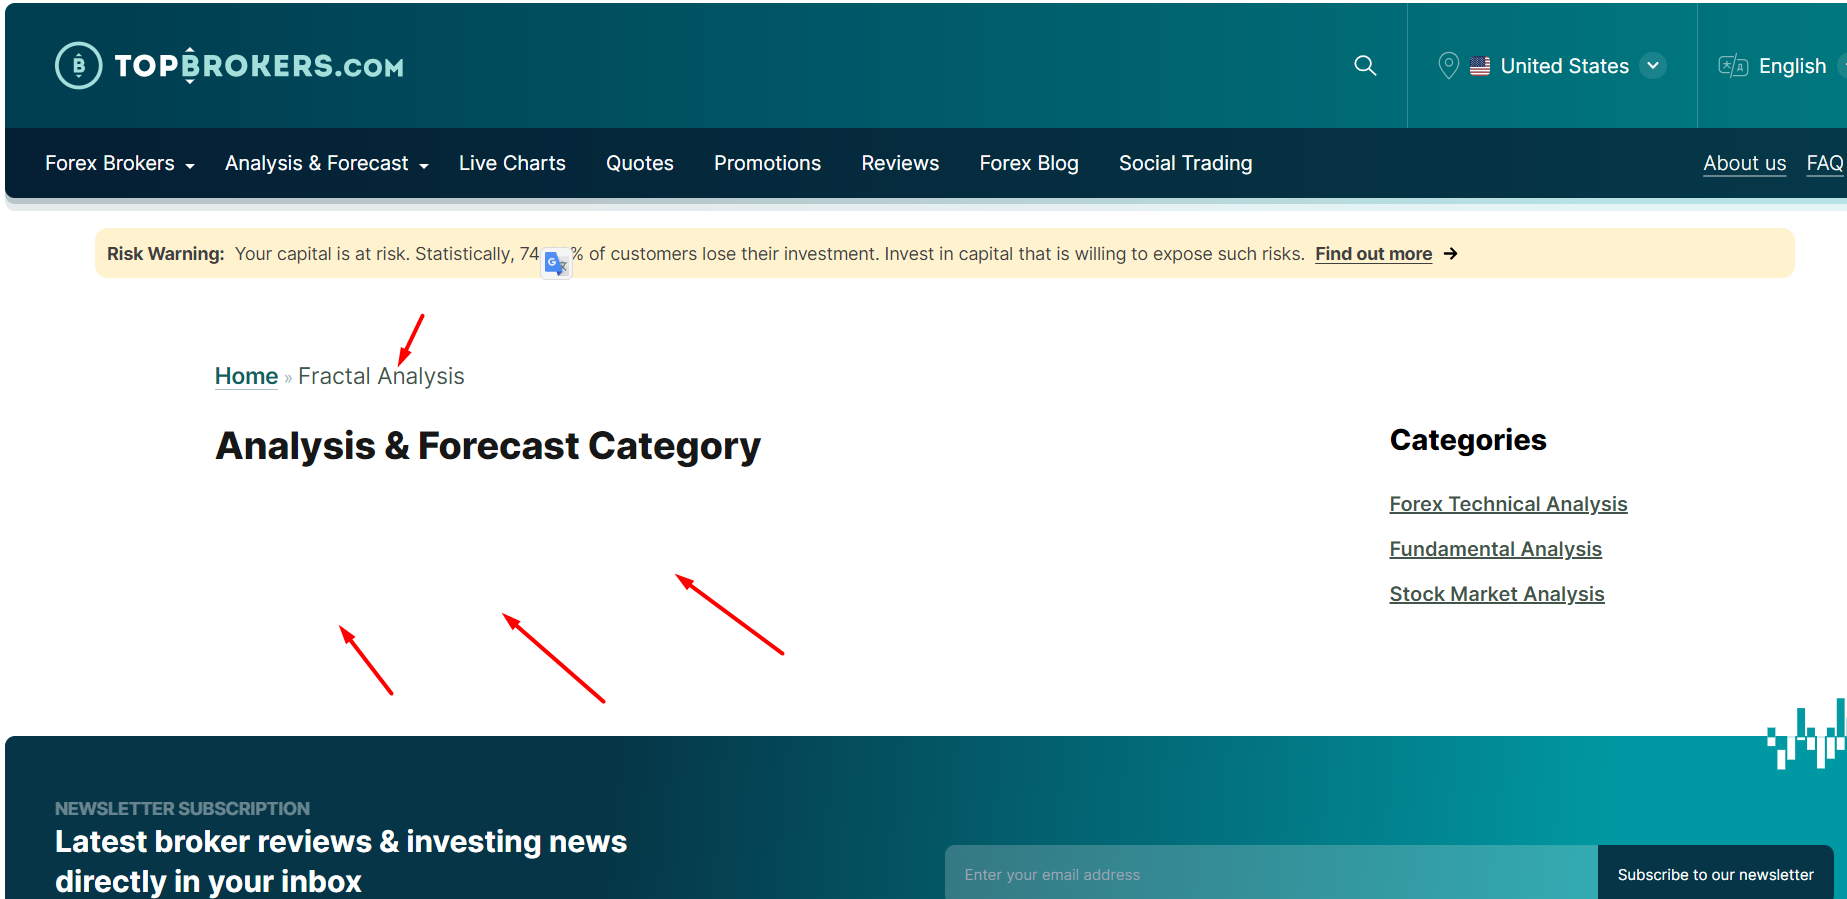 TOPBROKERS.COM
United States
English
Forex Brokers
Analysis & Forecast
Live Charts
Quotes
Promotions
Reviews
Forex Blog
Social Trading
About us
FAQ
Risk Warning: Your capital is at risk. Statistically, 74 % of customers lose their investment. Invest in capital that is willing to expose such risks. Find out more
Home » Fractal Analysis
Analysis & Forecast Category
Categories
Forex Technical Analysis
Fundamental Analysis
Stock Market Analysis
NEWSLETTER SUBSCRIPTION
Latest broker reviews & investing news
directly in your inbox
Enter your email address
Subscribe to our newsletter